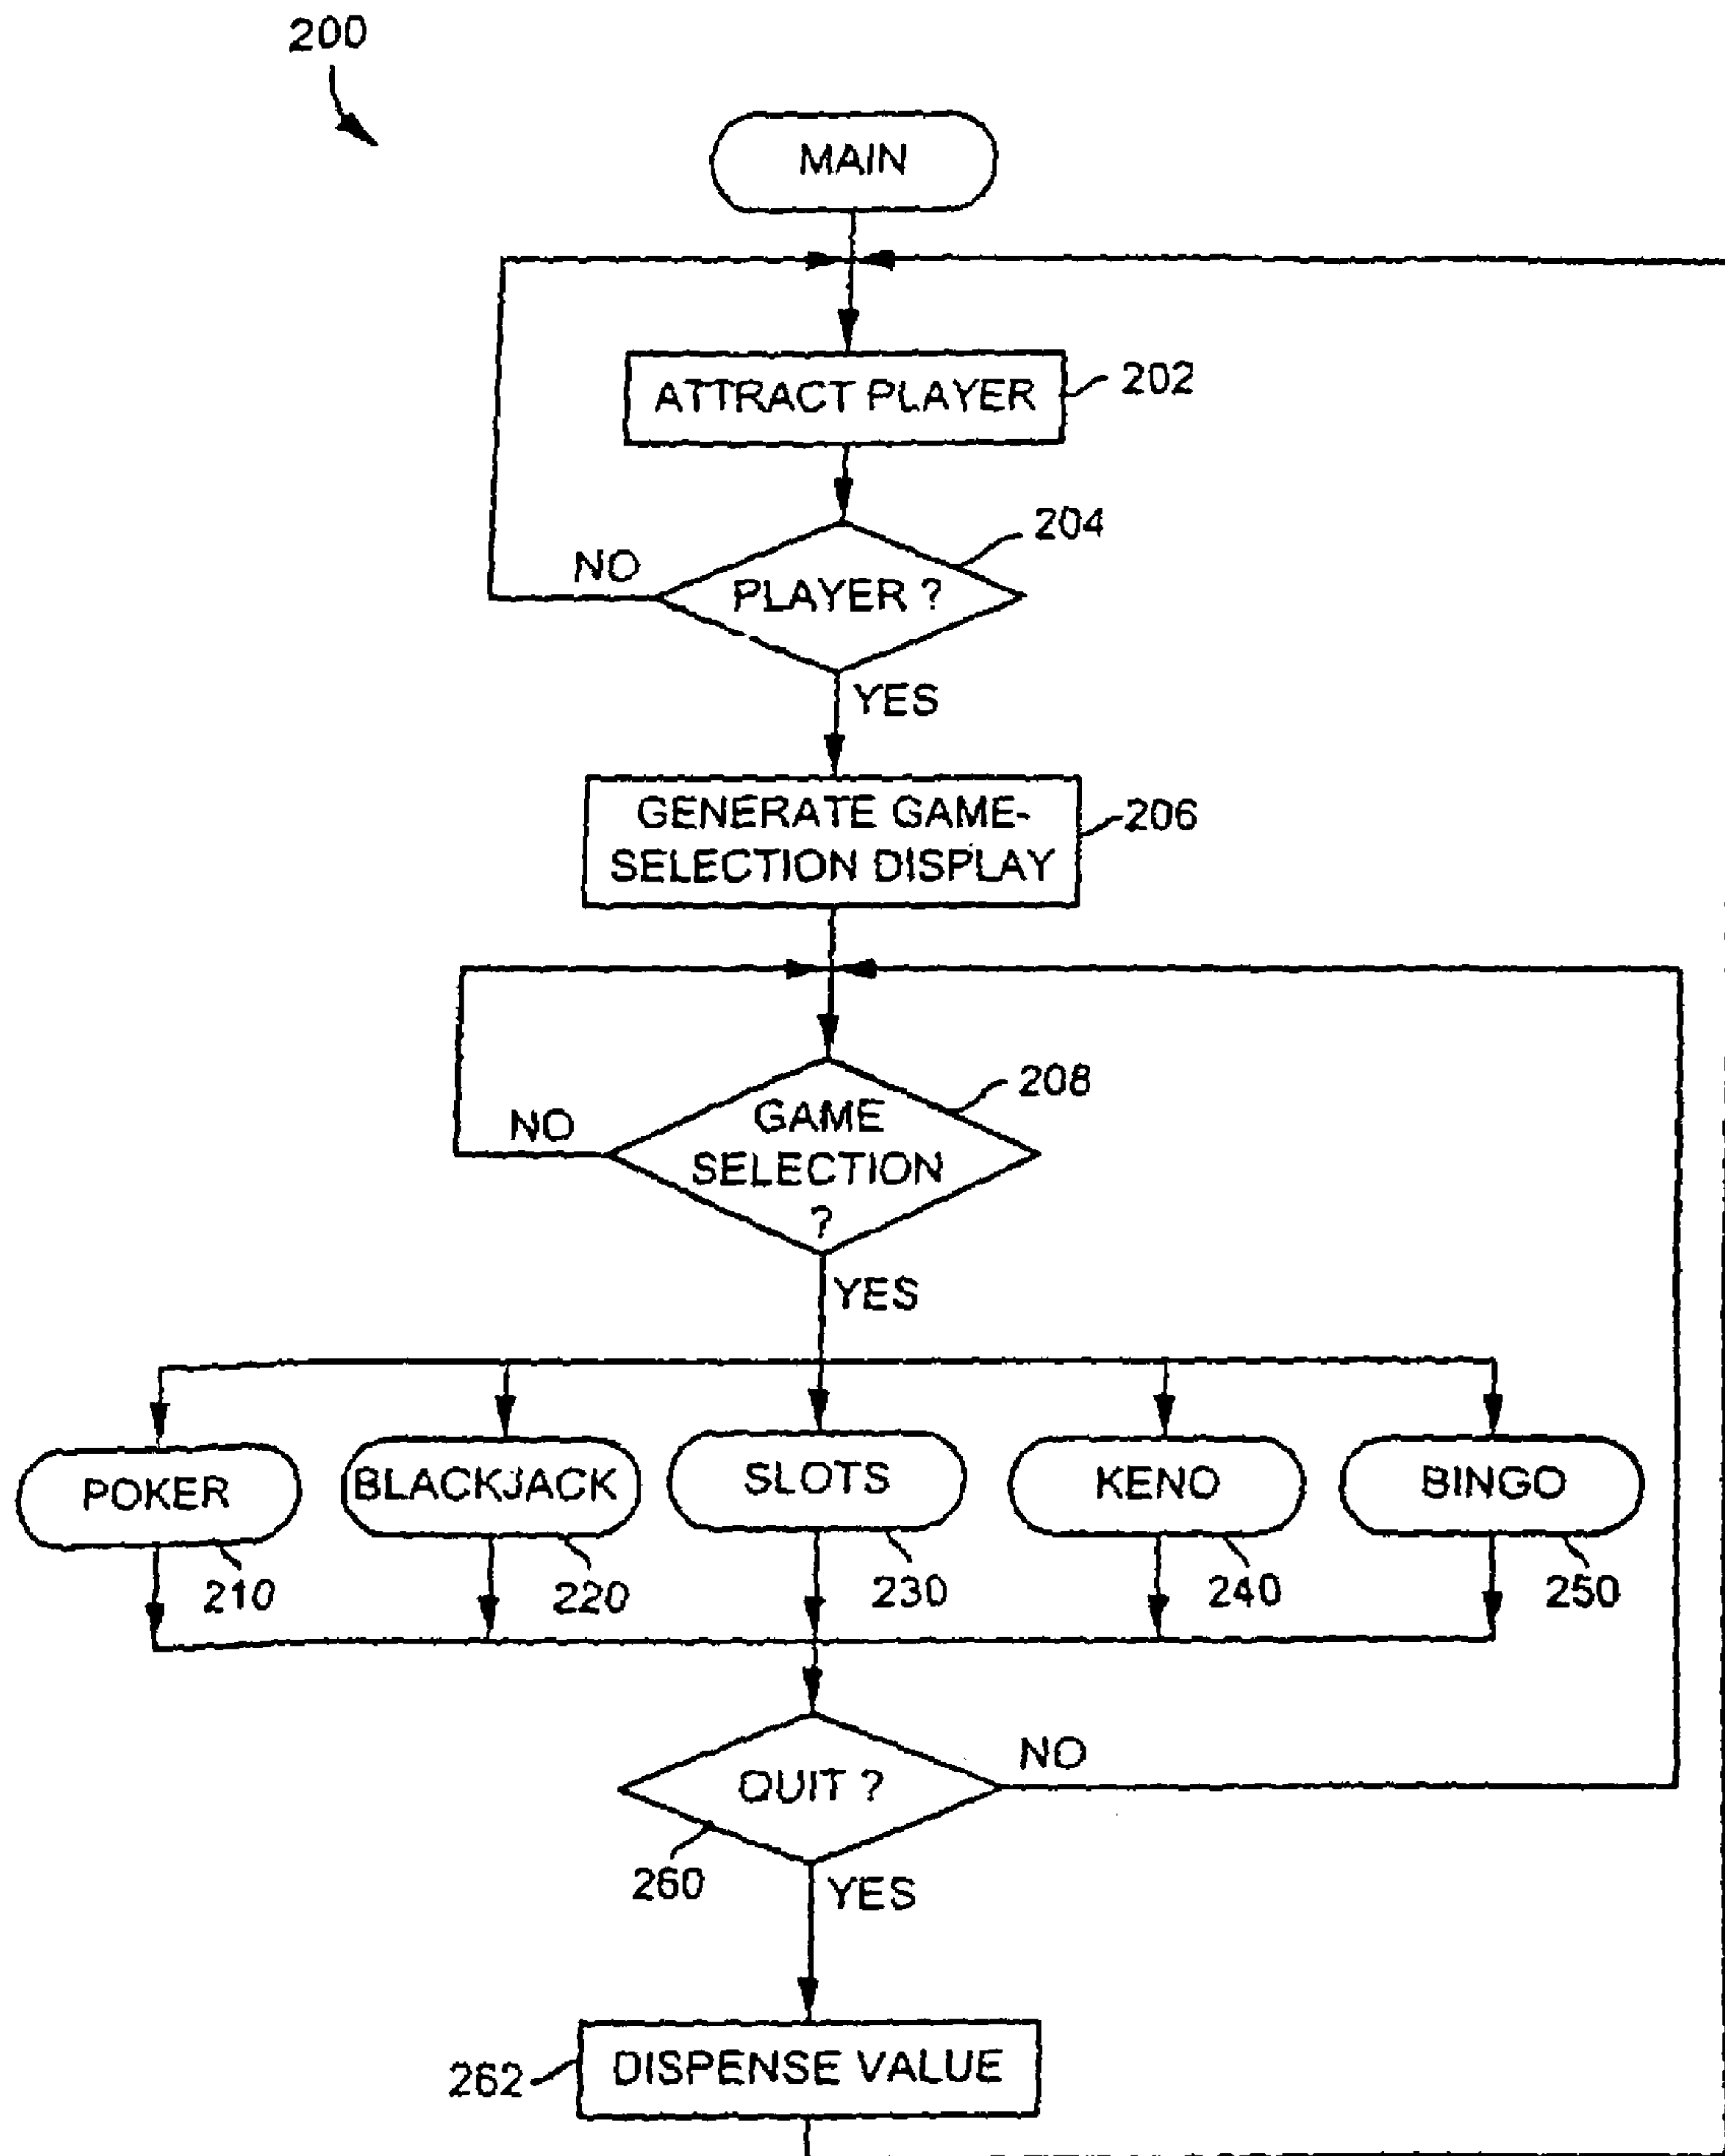 200
MAIN
ATTRACT PLAYER
202
204
NO
PLAYER ?
YES
GENERATE GAME-
SELECTION DISPLAY
206
208
NO
GAME
SELECTION
?
YES
POKER
BLACKJACK
SLOTS
KENO
BINGO
210
220
230
240
250
QUIT ?
NO
260
YES
DISPENSE VALUE
262